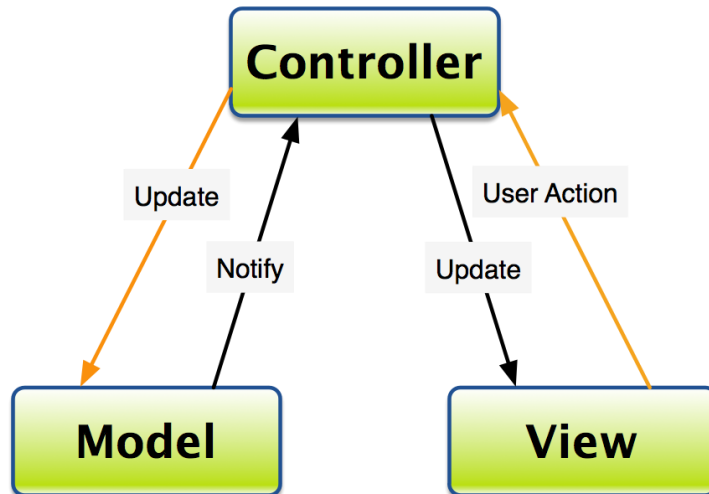 Controller
Update
User Action
Notify
Update
Model
View